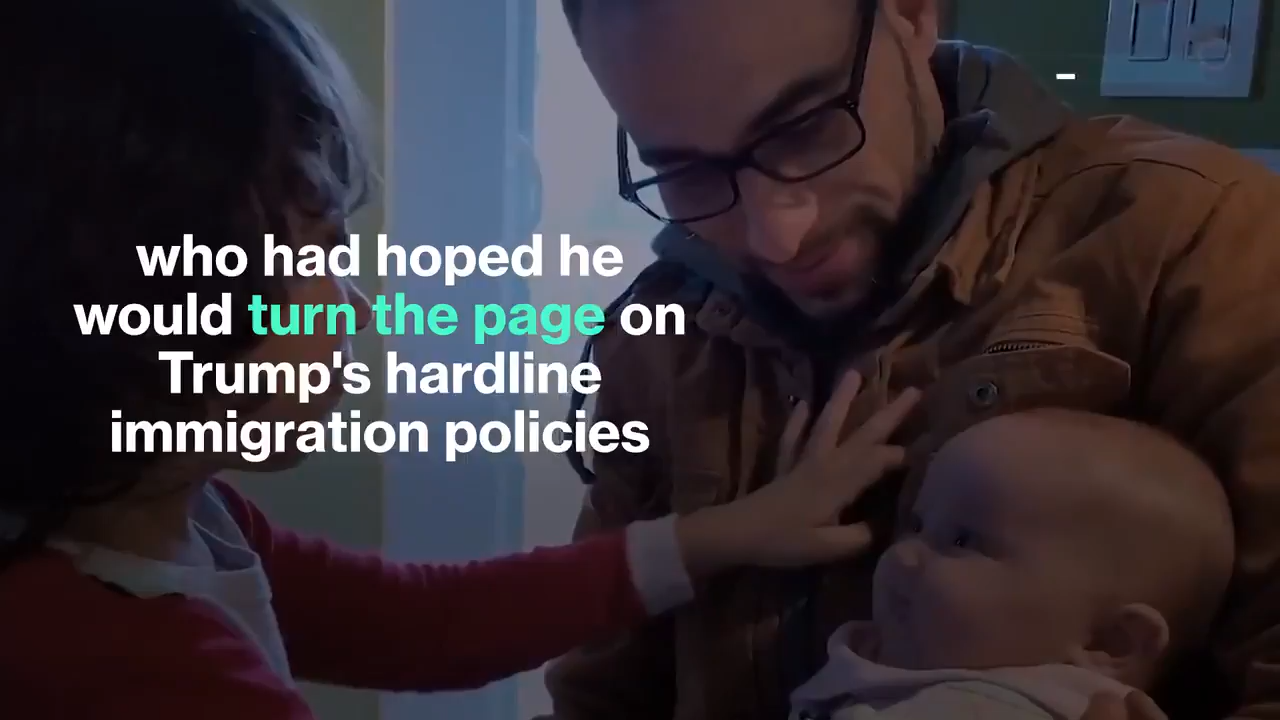 who had hoped he
would turn the page on
Trump's hardline
immigration policies